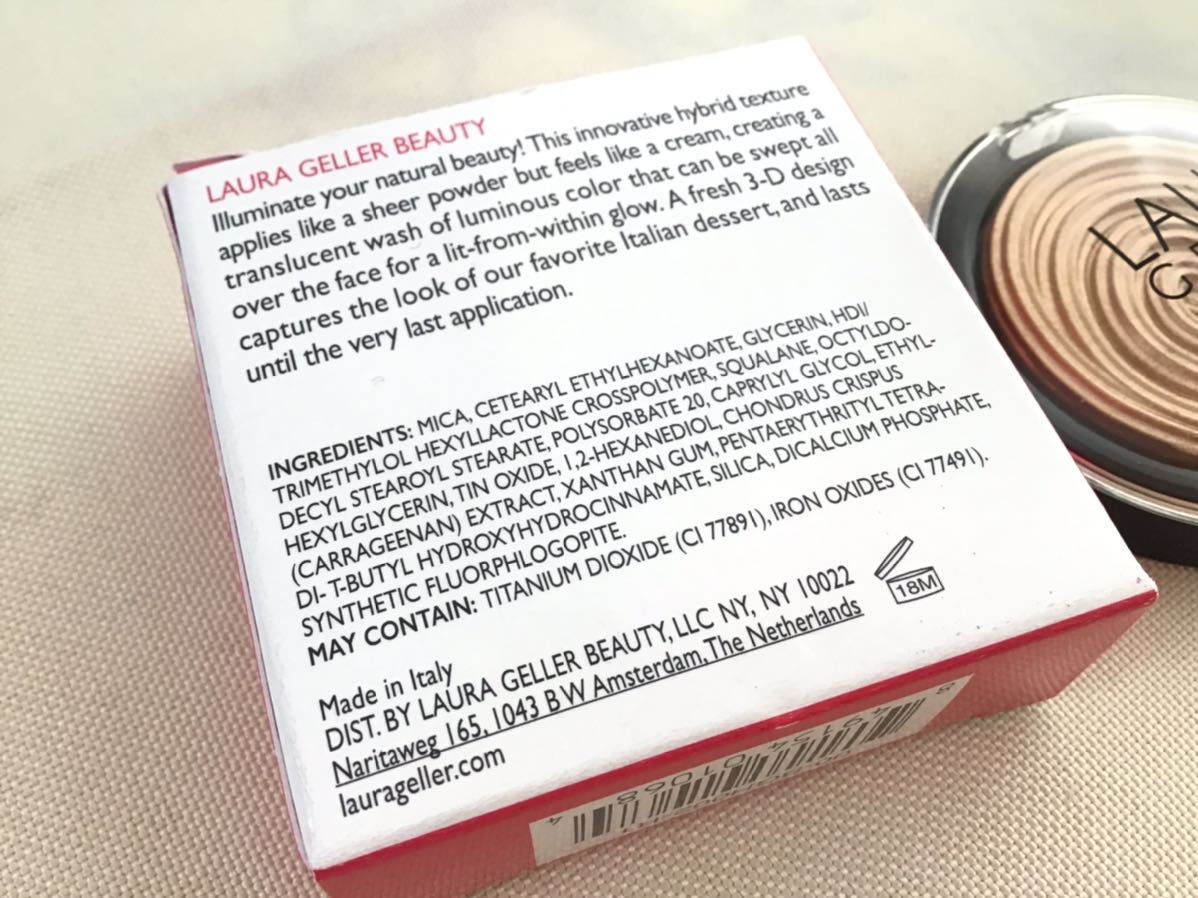 LAURA GELLER BEAUTY
Illuminate your natural beauty! This innovative hybrid texture
applies like a sheer powder but feels like a cream, creating a
translucent wash of luminous color that can be swept all
over the face for a lit-from-within glow. A fresh 3-D design
captures the look of our favorite Italian dessert, and lasts
until the very last application.
INGREDIENTS: MICA, CETEARYL ETHYLHEXANOATE, GLYCERIN, HDI/
TRIMETHYLOL HEXYLLACTONE CROSSPOLYMER, SQUALANE, OCTYLDO-
DECYL STEAROYL STEARATE, POLYSORBATE 20, CAPRYLYL GLYCOL, ETHYL-
HEXYLGLYCERIN, TIN OXIDE, 1,2-HEXANEDIOL, CHONDRUS CRISPUS
(CARRAGEENAN) EXTRACT, XANTHAN GUM, PENTAERYTHRITYL TETRA-
DI- T-BUTYL HYDROXYHYDROCINNAMATE, SILICA, DICALCIUM PHOSPHATE,
SYNTHETIC FLUORPHLOGOPITE.
MAY CONTAIN: TITANIUM DIOXIDE (CI 77891), IRON OXIDES (CI 77491).
18M
Made in Italy
DIST. BY LAURA GELLER BEAUTY, LLC NY, NY 10022
Naritaweg 165, 1043 B W Amsterdam, The Netherlands
laurageller.com